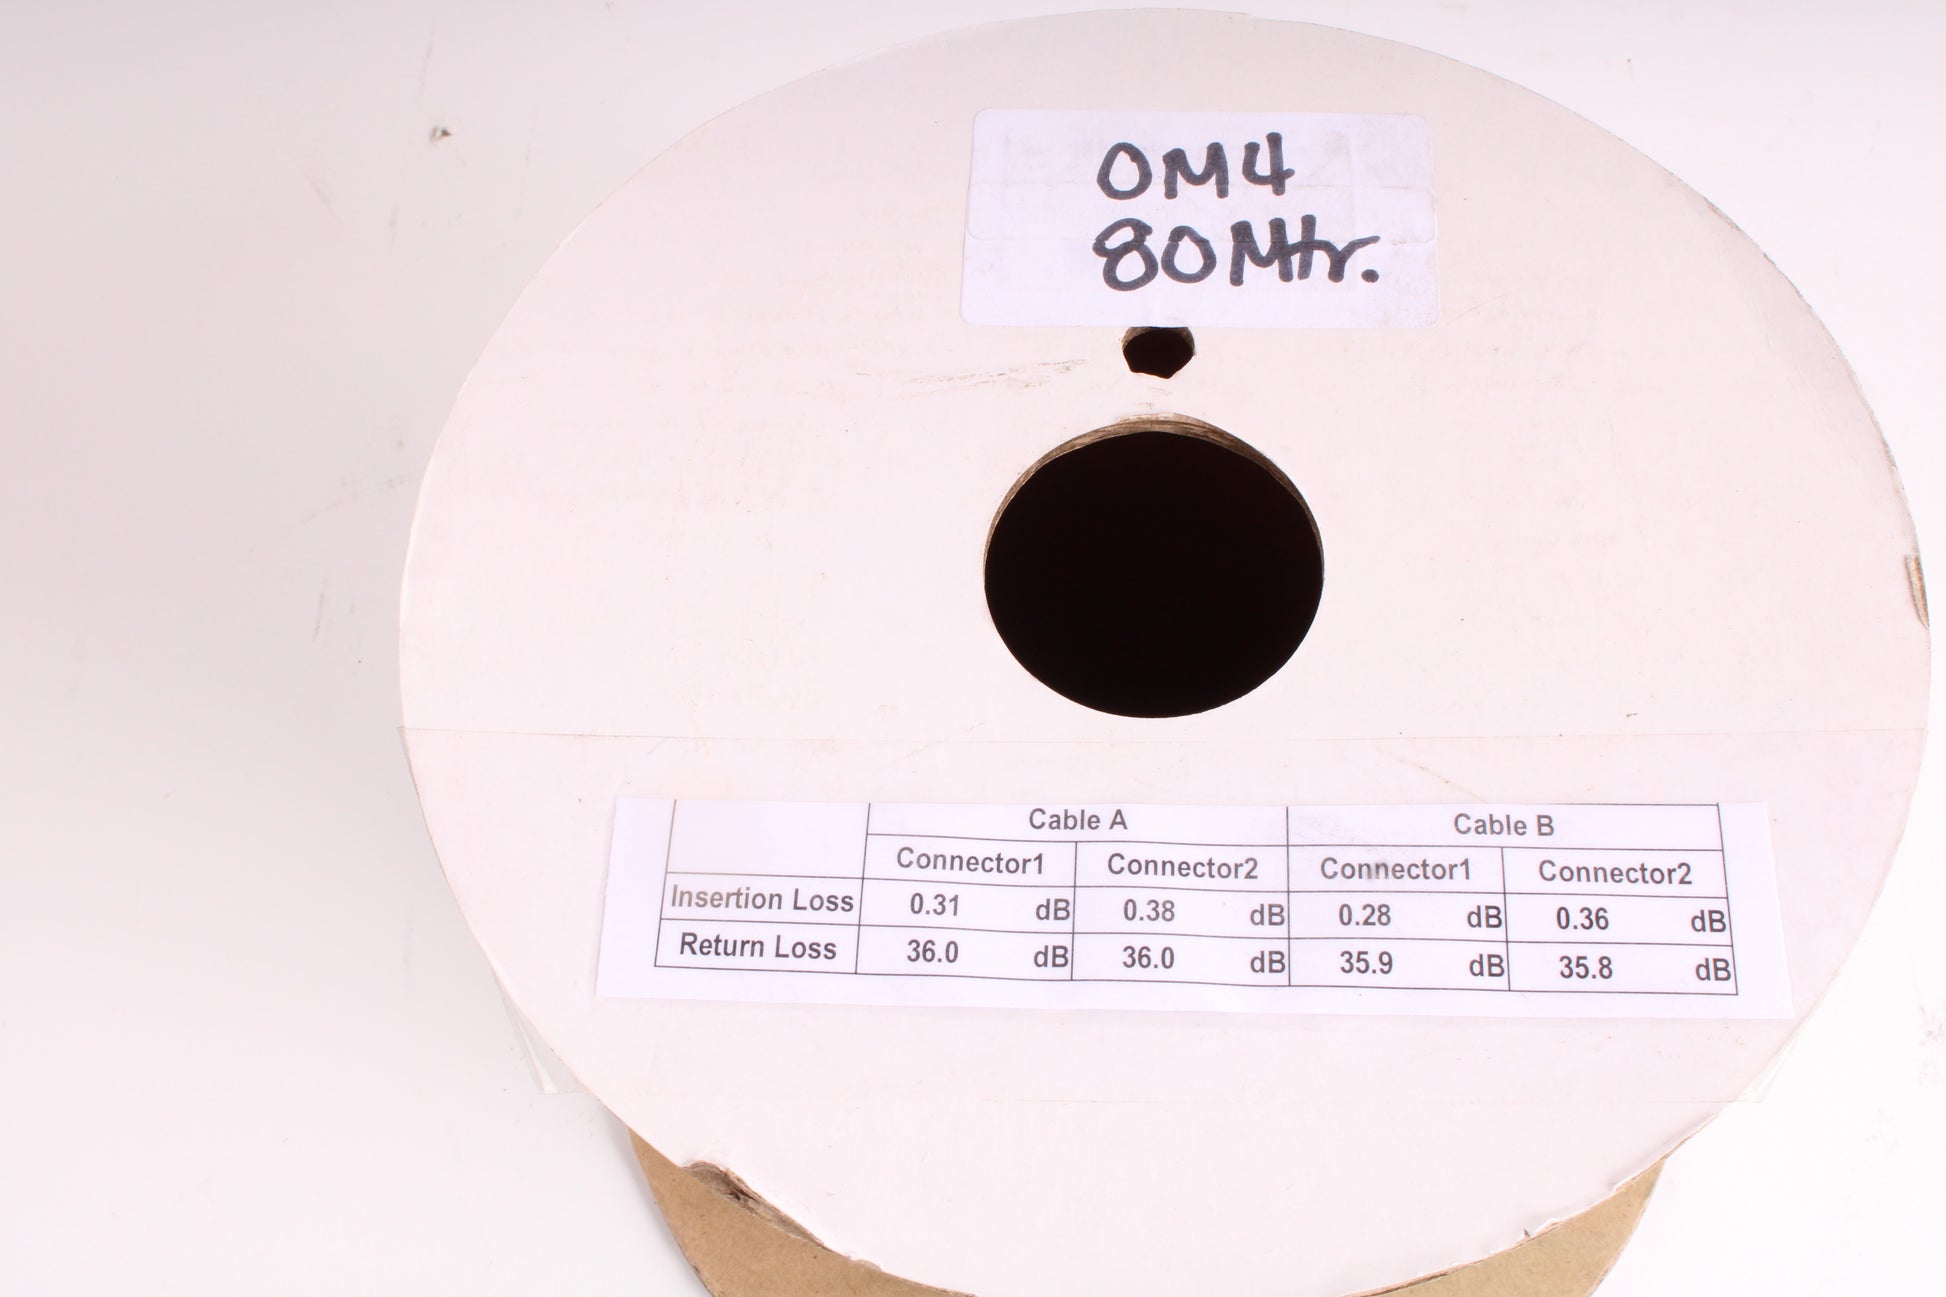 OM4
80Mtr.
Cable A Cable B
Connector1 Connector2 Connector1 Connector2
Insertion Loss 0.31 dB 0.38 dB 0.28 dB 0.36 dB
Return Loss 36.0 dB 36.0 dB 35.9 dB 35.8 dB